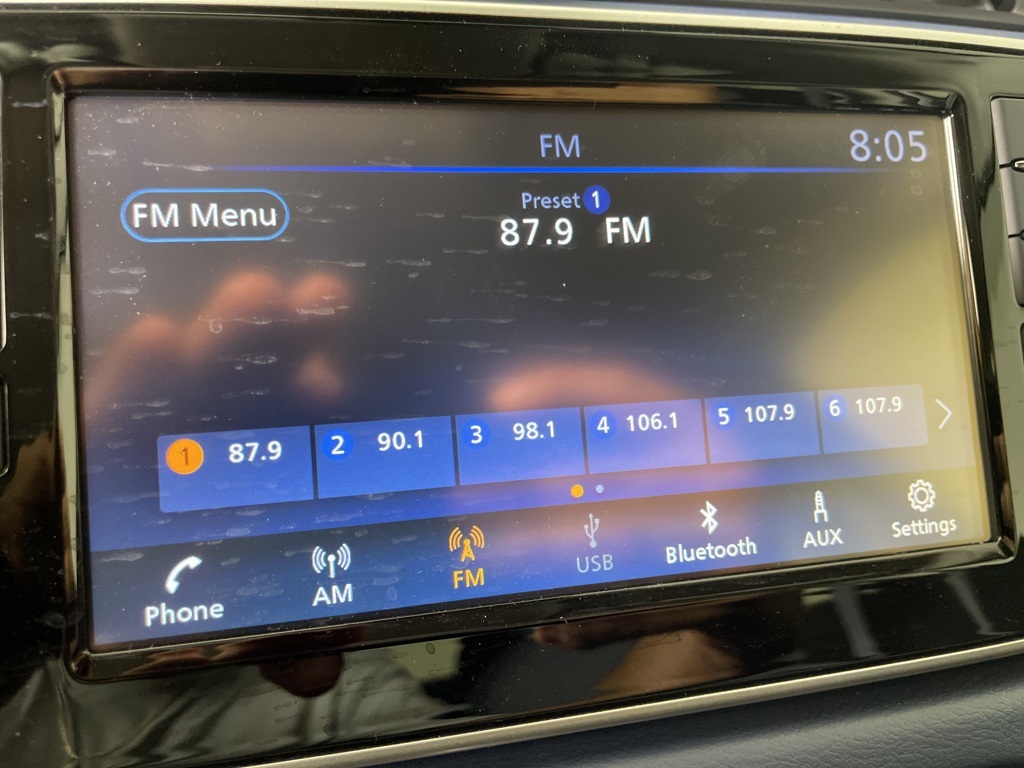 FM 8:05
FM Menu
Preset 1
87.9 FM
1 87.9 2 90.1 3 98.1 4 106.1 5 107.9 6 107.9
Phone AM FM USB Bluetooth AUX Settings